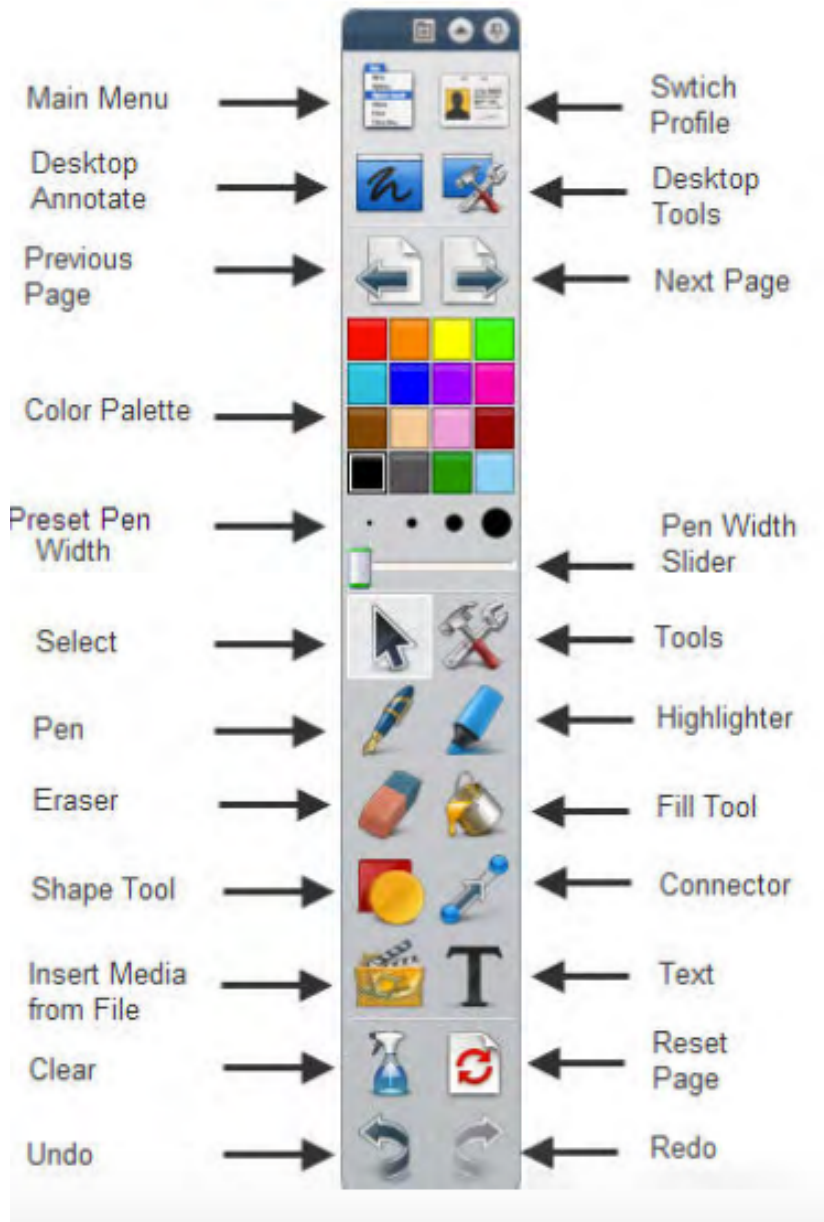 Main Menu
Swtich
Profile
Desktop
Annotate
Desktop
Tools
Previous
Page
Next Page
Color Palette
Preset Pen
Width
Pen Width
Slider
Select
Tools
Pen
Highlighter
Eraser
Fill Tool
Shape Tool
Connector
Insert Media
from File
T
Text
Clear
Reset
Page
Undo
Redo